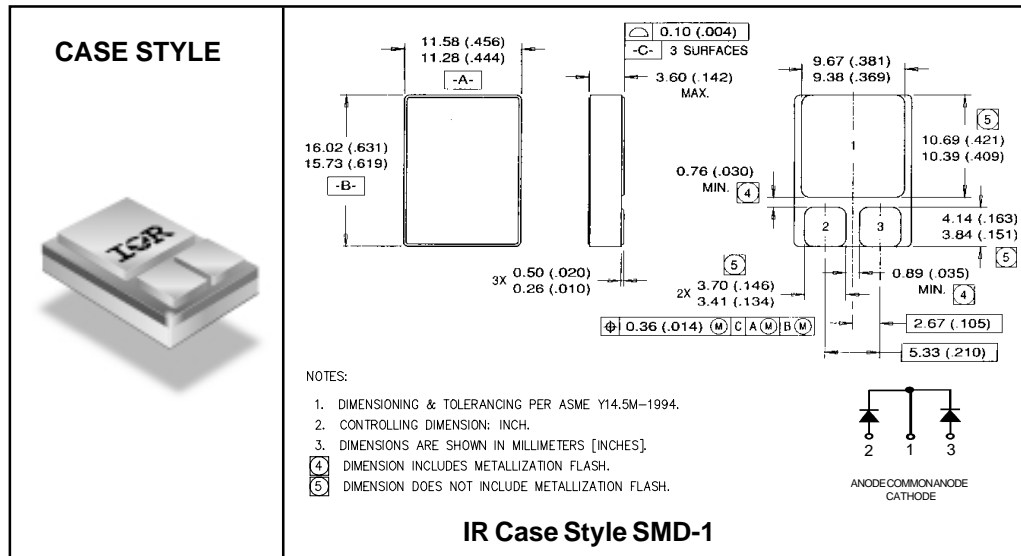 CASE STYLE
IOR
11.58 (.456)
11.28 (.444)
-A-
16.02 (.631)
15.73 (.619)
-B-
0.10 (.004)
-C- 3 SURFACES
3.60 (.142)
MAX.
3X 0.50 (.020)
0.26 (.010)
9.67 (.381)
9.38 (.369)
1
5
10.69 (.421)
10.39 (.409)
0.76 (.030)
MIN. 4
2
3
4.14 (.163)
3.84 (.151)
5
5
2X 3.70 (.146)
3.41 (.134)
0.89 (.035)
MIN. 4
⌖ 0.36 (.014) Ⓜ C A Ⓜ B Ⓜ
2.67 (.105)
5.33 (.210)
NOTES:
1. DIMENSIONING & TOLERANCING PER ASME Y14.5M-1994.
2. CONTROLLING DIMENSION: INCH.
3. DIMENSIONS ARE SHOWN IN MILLIMETERS [INCHES].
4 DIMENSION INCLUDES METALLIZATION FLASH.
5 DIMENSION DOES NOT INCLUDE METALLIZATION FLASH.
2 1 3
ANODE COMMON ANODE
CATHODE
IR Case Style SMD-1